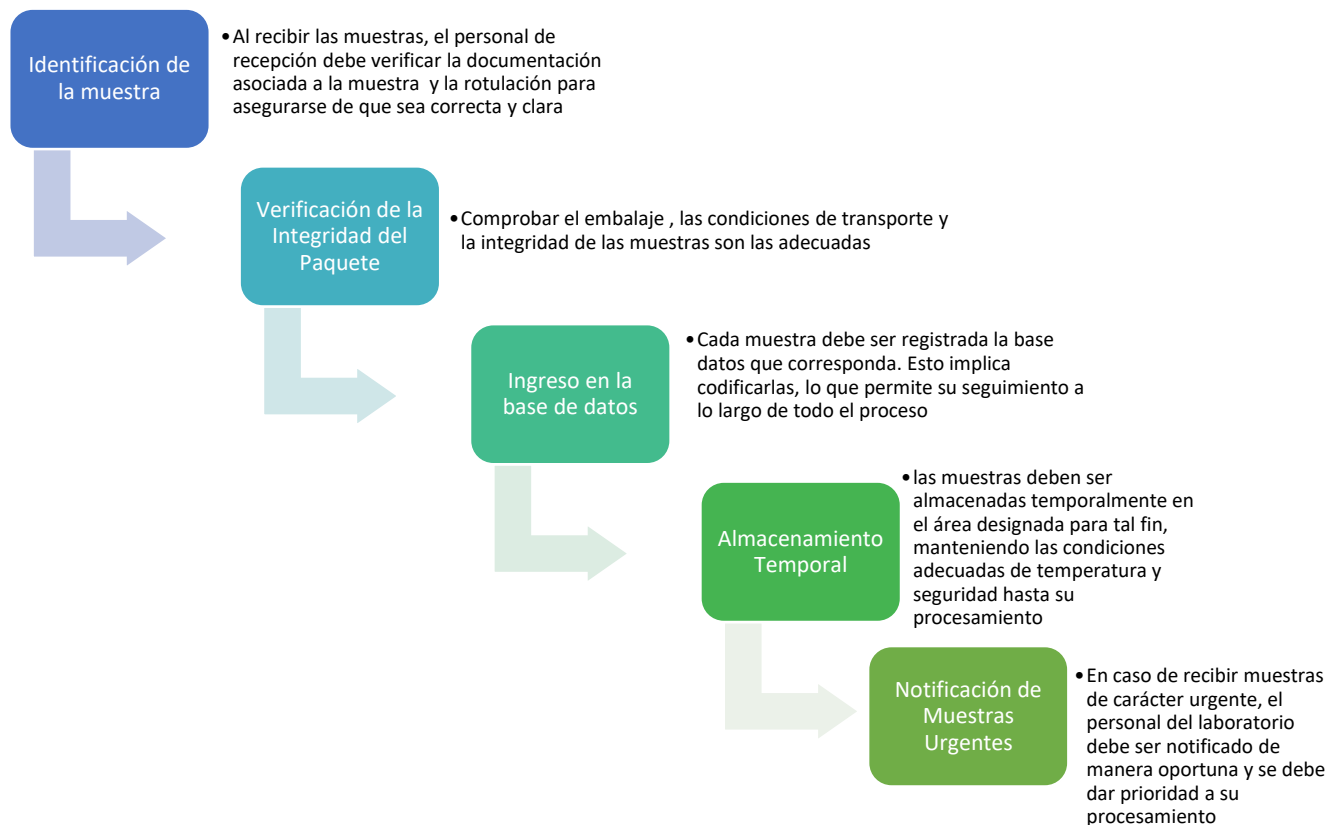 Identificación de
la muestra
•Al recibir las muestras, el personal de
recepción debe verificar la documentación
asociada a la muestra y la rotulación para
asegurarse de que sea correcta y clara
Verificación de la
Integridad del
Paquete
•Comprobar el embalaje , las condiciones de transporte y
la integridad de las muestras son las adecuadas
Ingreso en la
base de datos
•Cada muestra debe ser registrada la base
datos que corresponda. Esto implica
codificarlas, lo que permite su seguimiento a
lo largo de todo el proceso
Almacenamiento
Temporal
•las muestras deben ser
almacenadas temporalmente en
el área designada para tal fin,
manteniendo las condiciones
adecuadas de temperatura y
seguridad hasta su
procesamiento
Notificación de
Muestras
Urgentes
•En caso de recibir muestras
de carácter urgente, el
personal del laboratorio
debe ser notificado de
manera oportuna y se debe
dar prioridad a su
procesamiento